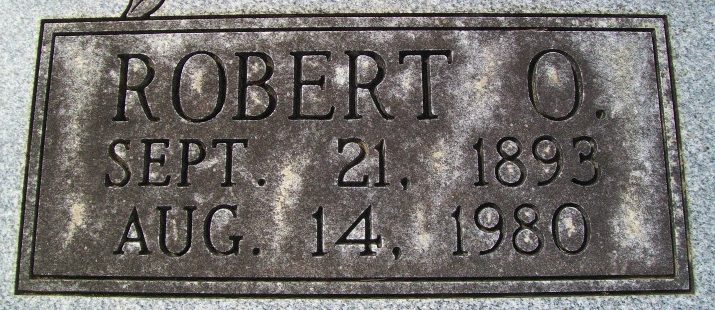 ROBERT O.
SEPT. 21, 1893
AUG. 14, 1980